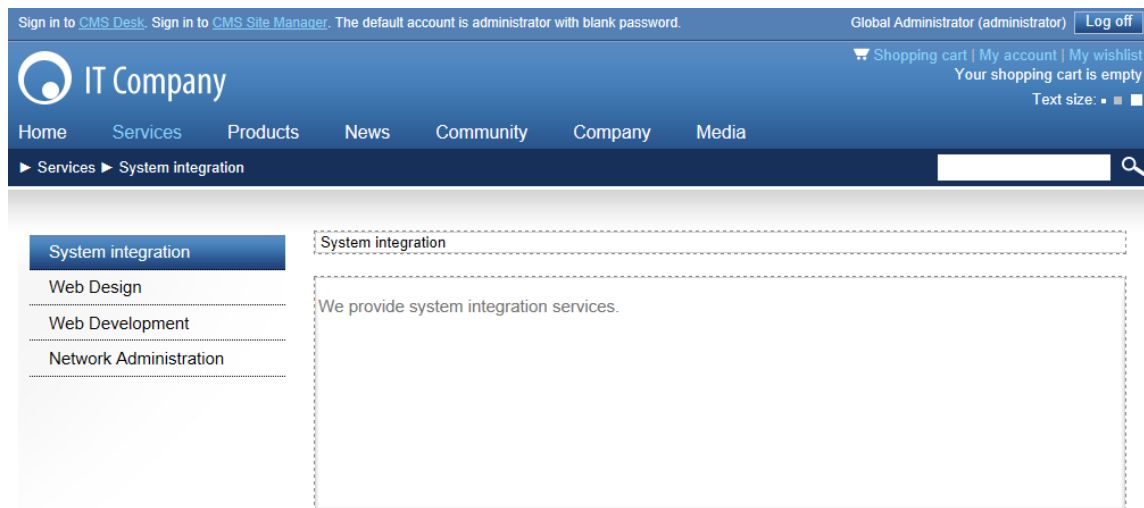 Sign in to CMS Desk. Sign in to CMS Site Manager. The default account is administrator with blank password. Global Administrator (administrator) Log off
Shopping cart | My account | My wishlist
Your shopping cart is empty
IT Company
Text size:
Home Services Products News Community Company Media
► Services ► System integration
System integration
Web Design
Web Development
Network Administration
System integration
We provide system integration services.